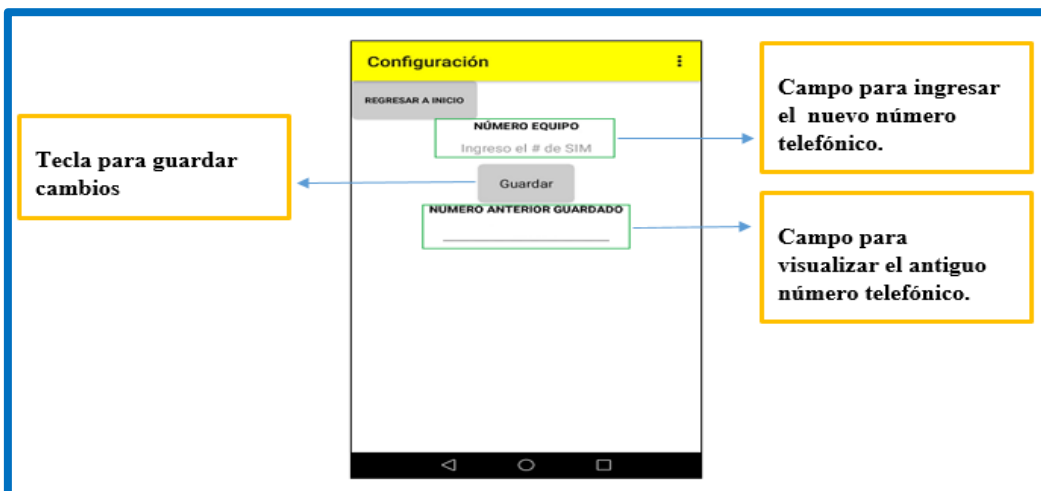 Configuración
REGRESAR A INICIO
NÚMERO EQUIPO
Ingreso el # de SIM
Guardar
NÚMERO ANTERIOR GUARDADO
Tecla para guardar
cambios
Campo para ingresar
el nuevo número
telefónico.
Campo para
visualizar el antiguo
número telefónico.